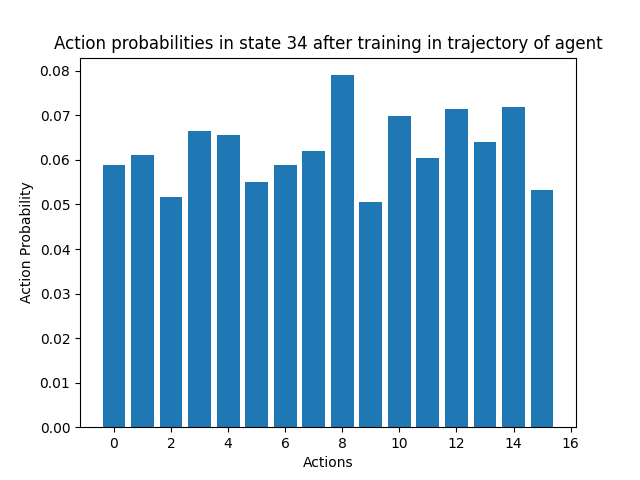 Action probabilities in state 34 after training in trajectory of agent
0.08
0.07
0.06
0.05
0.04
0.03
0.02
0.01
0.00
Action Probability
0 2 4 6 8 10 12 14 16
Actions